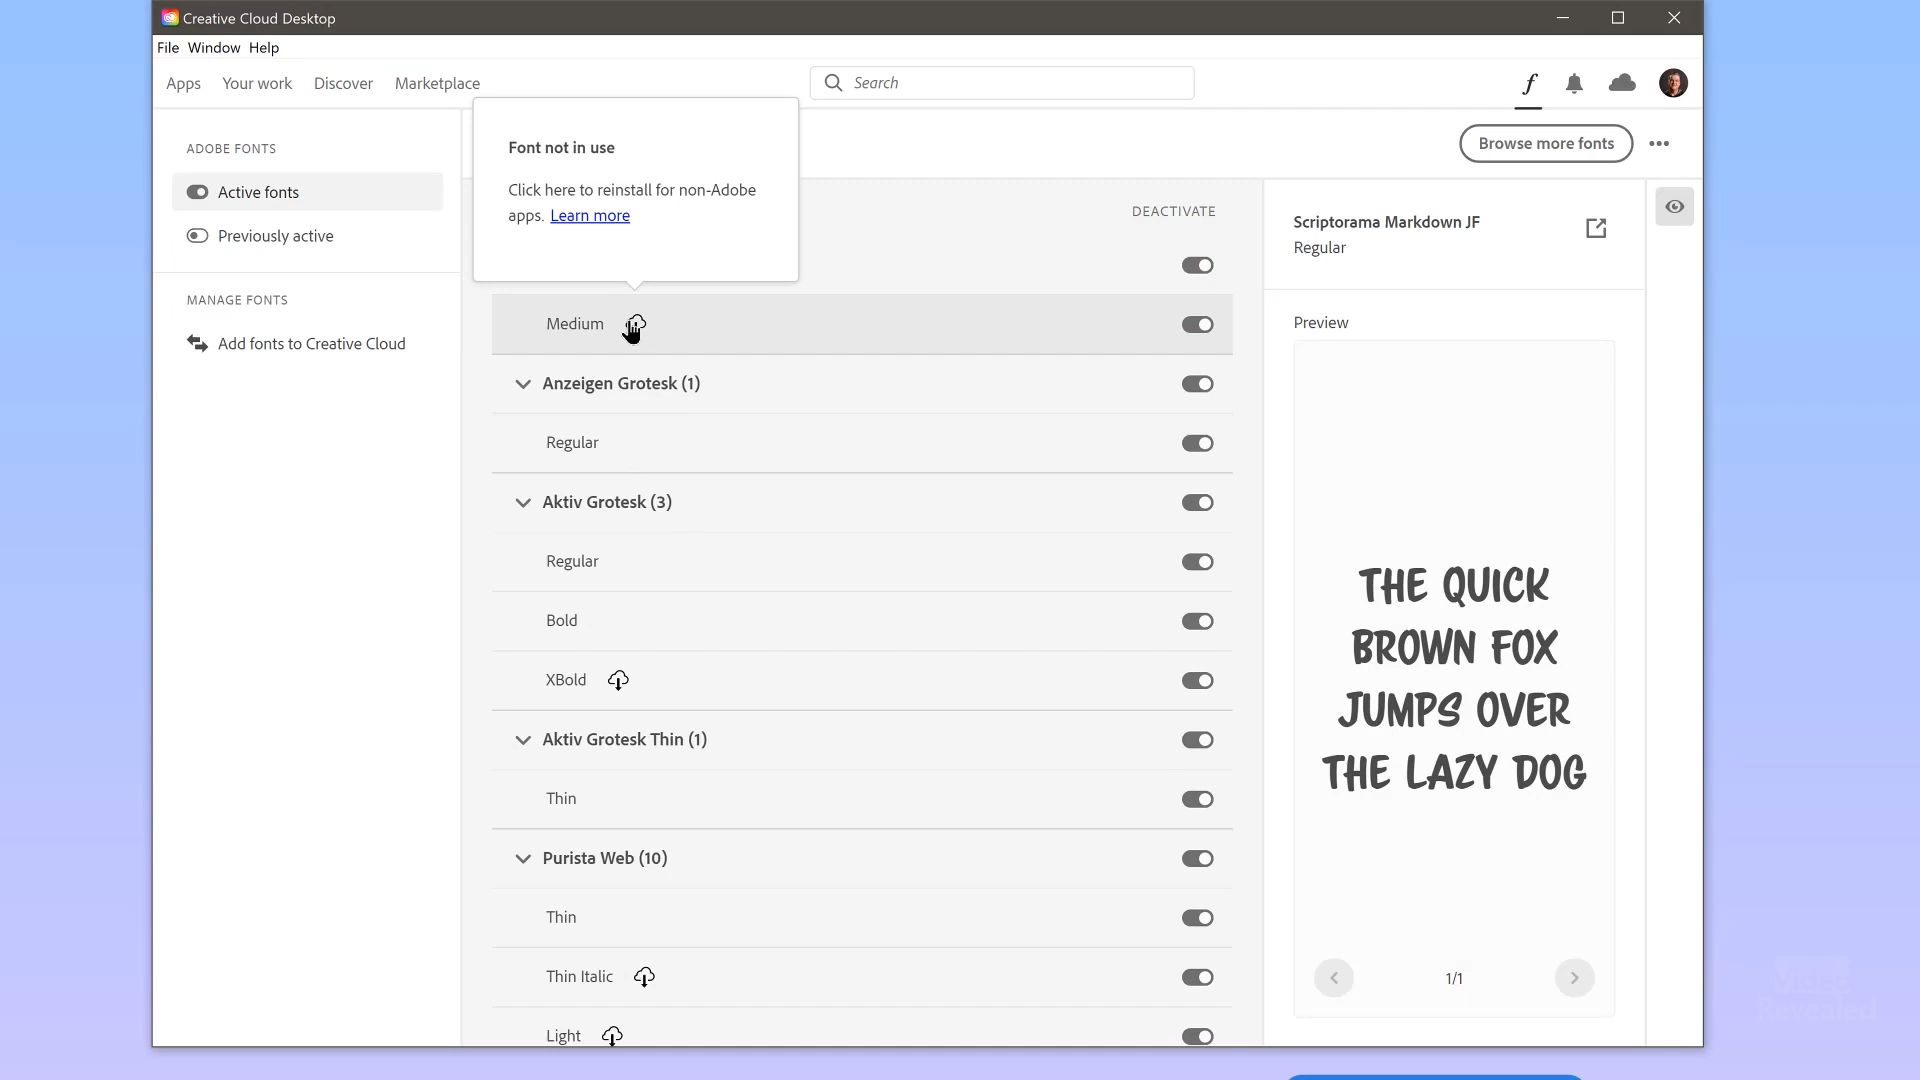 Creative Cloud Desktop
File Window Help
Apps Your work Discover Marketplace
Search
ADOBE FONTS
Active fonts
Previously active
MANAGE FONTS
Add fonts to Creative Cloud
Font not in use
Click here to reinstall for non-Adobe
apps. Learn more
Browse more fonts
DEACTIVATE
Medium
Anzeigen Grotesk (1)
Regular
Aktiv Grotesk (3)
Regular
Bold
XBold
Aktiv Grotesk Thin (1)
Thin
Purista Web (10)
Thin
Thin Italic
Light
Scriptorama Markdown JF
Regular
Preview
THE QUICK
BROWN FOX
JUMPS OVER
THE LAZY DOG
1/1
Video
Revealed